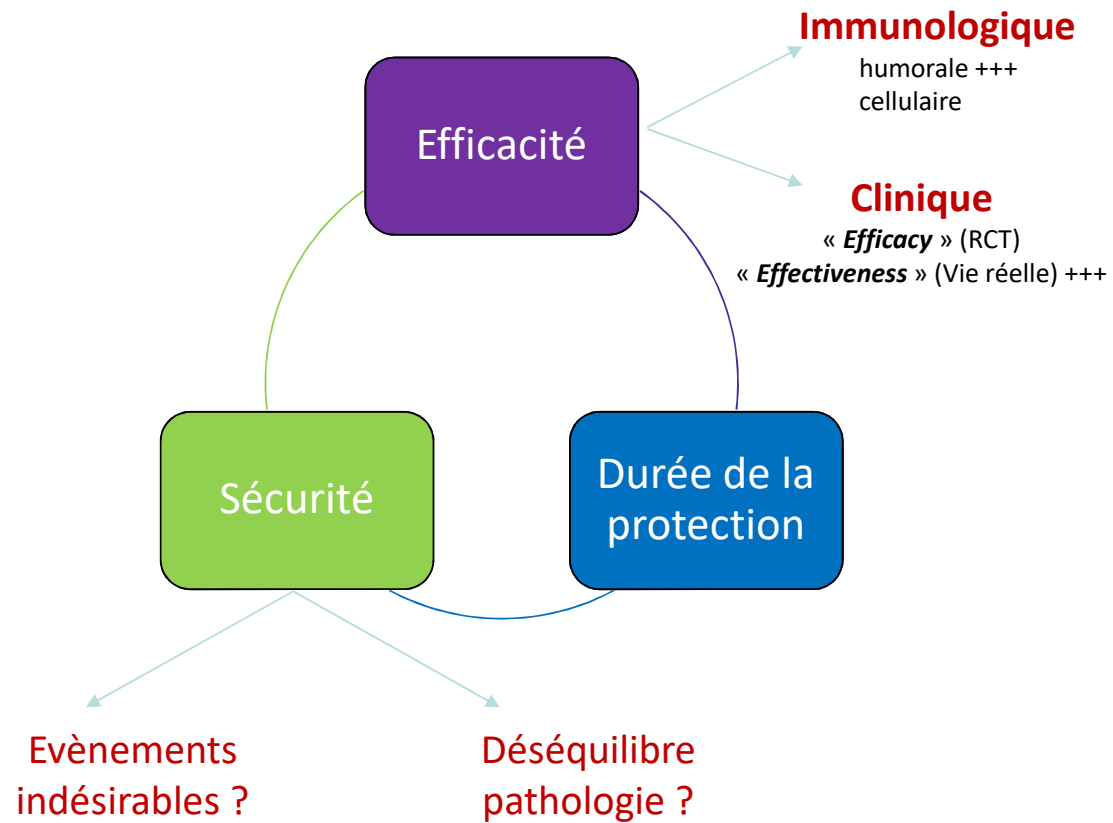 Immunologique
humorale +++
cellulaire
Efficacité
Clinique
« Efficacy » (RCT)
« Effectiveness » (Vie réelle) +++
Sécurité
Durée de la
protection
Evènements
indésirables ?
Déséquilibre
pathologie ?